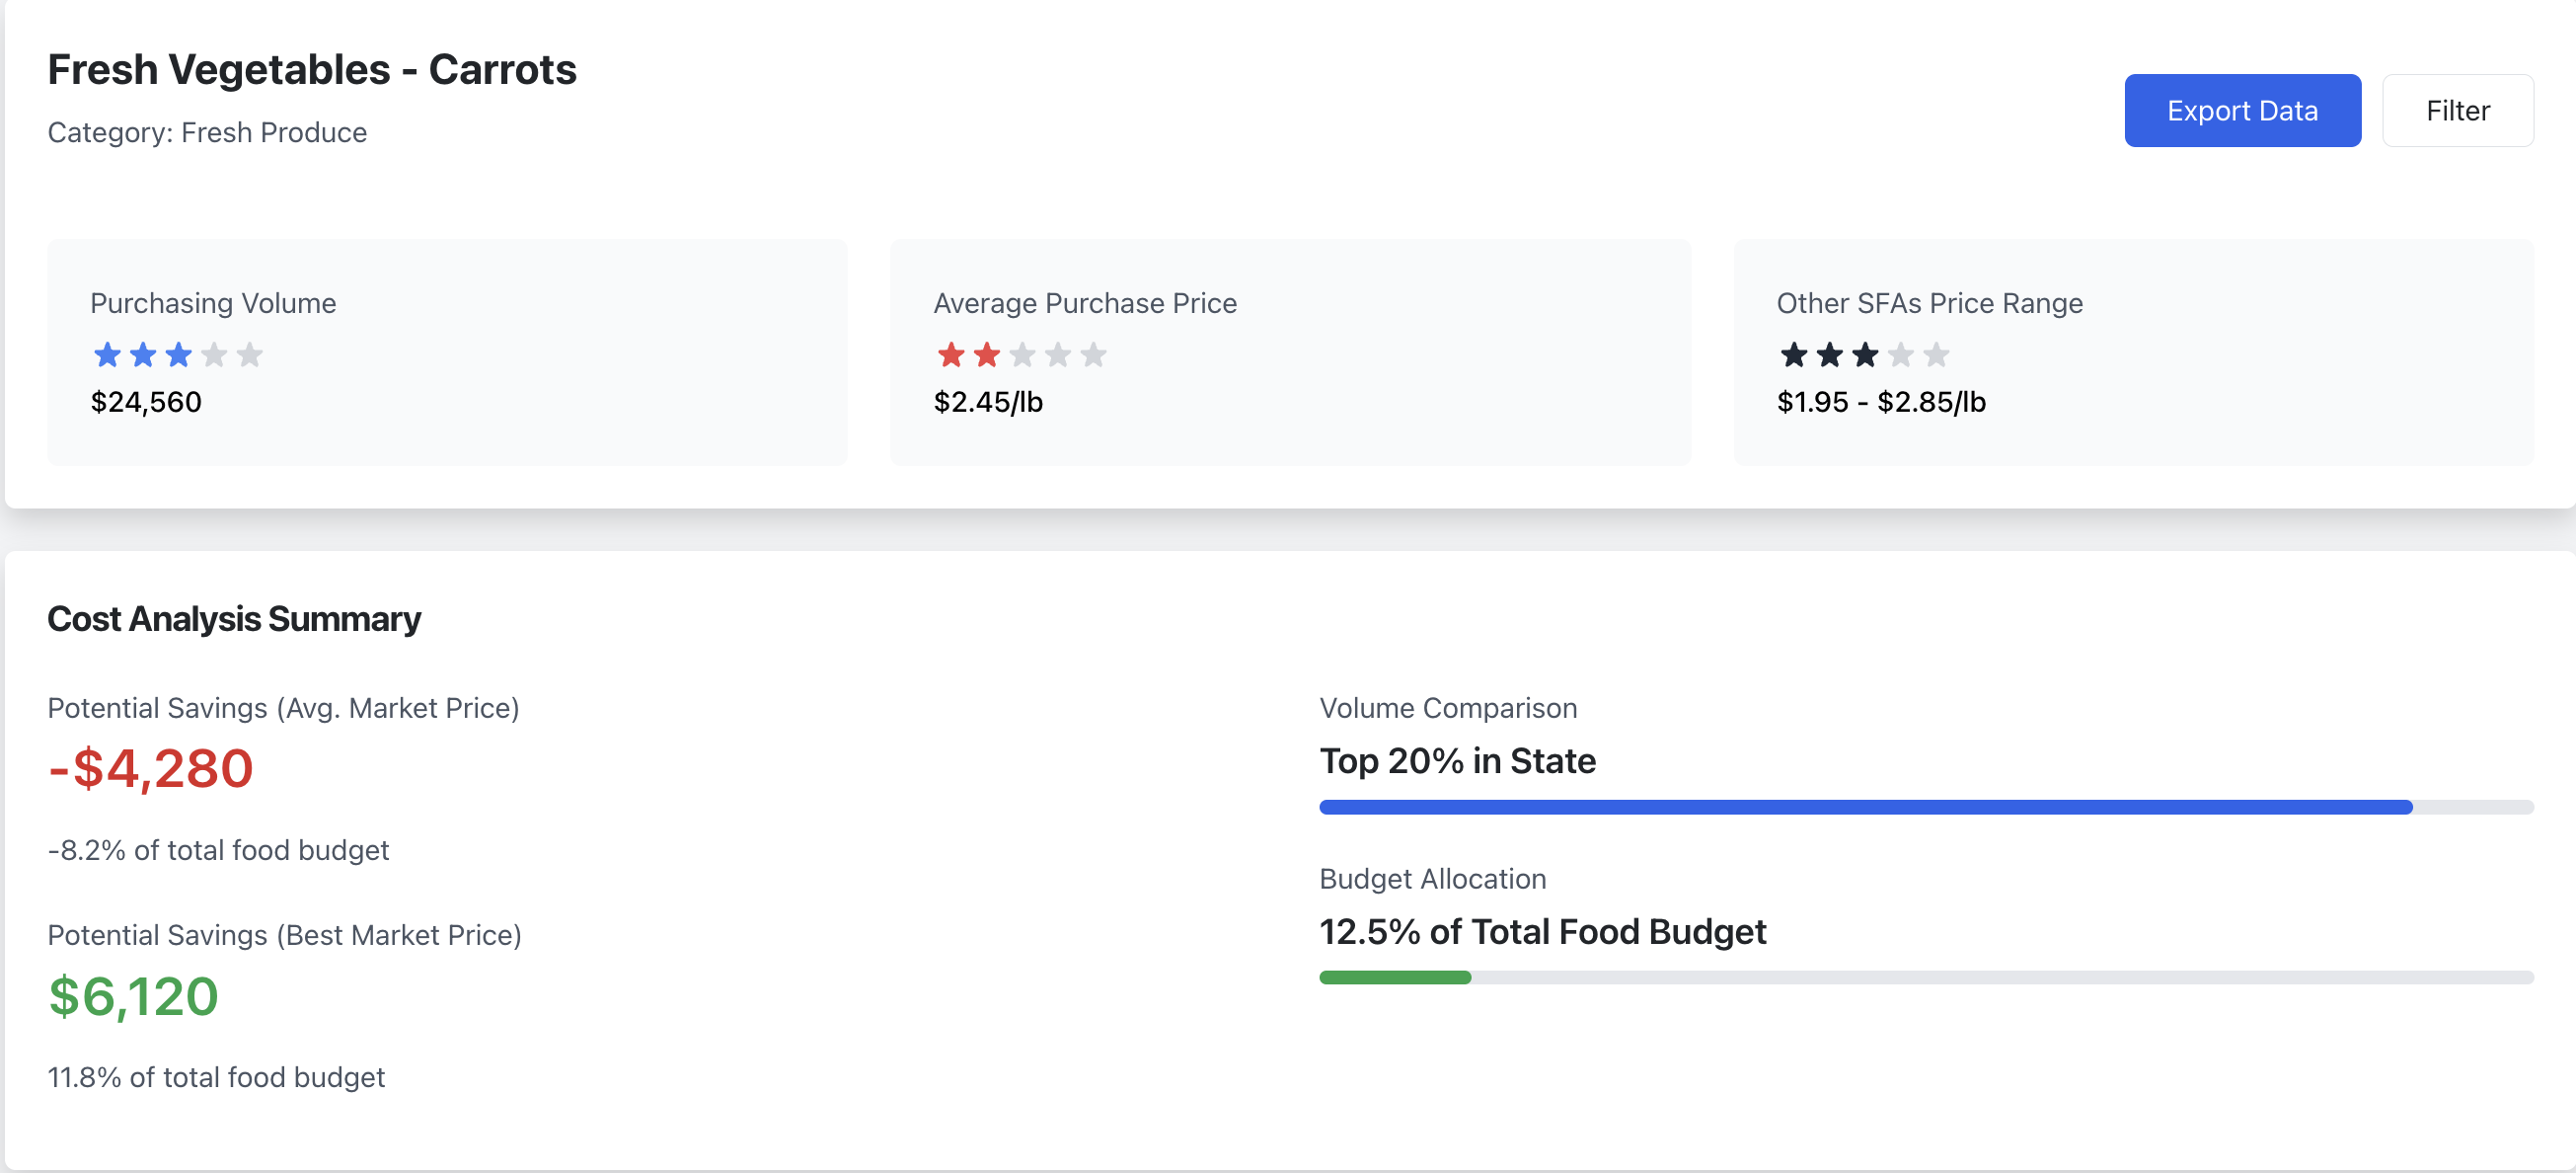 Fresh Vegetables - Carrots
Category: Fresh Produce
Export Data
Filter
Purchasing Volume
$24,560
Average Purchase Price
$2.45/lb
Other SFAs Price Range
$1.95 - $2.85/lb
Cost Analysis Summary
Potential Savings (Avg. Market Price)
-$4,280
-8.2% of total food budget
Potential Savings (Best Market Price)
$6,120
11.8% of total food budget
Volume Comparison
Top 20% in State
Budget Allocation
12.5% of Total Food Budget